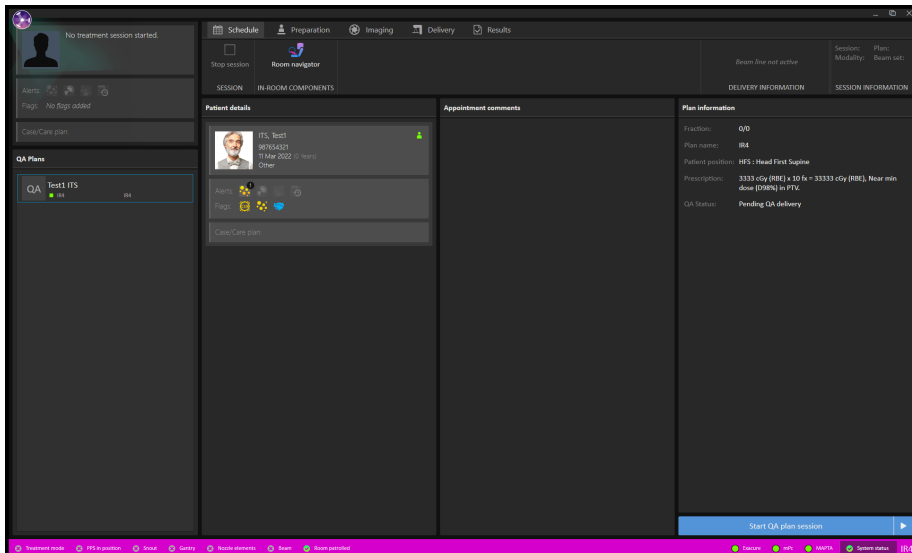 No treatment session started.
Alerts:
Flags: No flags added
Case/Care plan:
QA Plans
QA Test1 ITS
IR4 IR4
Schedule Preparation Imaging Delivery Results
Stop session Room navigator
SESSION IN-ROOM COMPONENTS
Beam line not active
DELIVERY INFORMATION
Session: Plan:
Modality: Beam set:
SESSION INFORMATION
Patient details
ITS, Test1
987654321
11 Mar 2022 (2 Years)
Other
Alerts: 1
Flags:
Case/Care plan:
Appointment comments
Plan information
Fraction: 0/0
Plan name: IR4
Patient position: HFS : Head First Supine
Prescription: 3333 cGy (RBE) x 10 fx = 33333 cGy (RBE), Near min
dose (D98%) in PTV.
QA Status: Pending QA delivery
Start QA plan session
Treatment mode PPS in position Snout Gantry Nozzle elements Beam Room patrolled
Exacure mPc MAPTA System status IR4